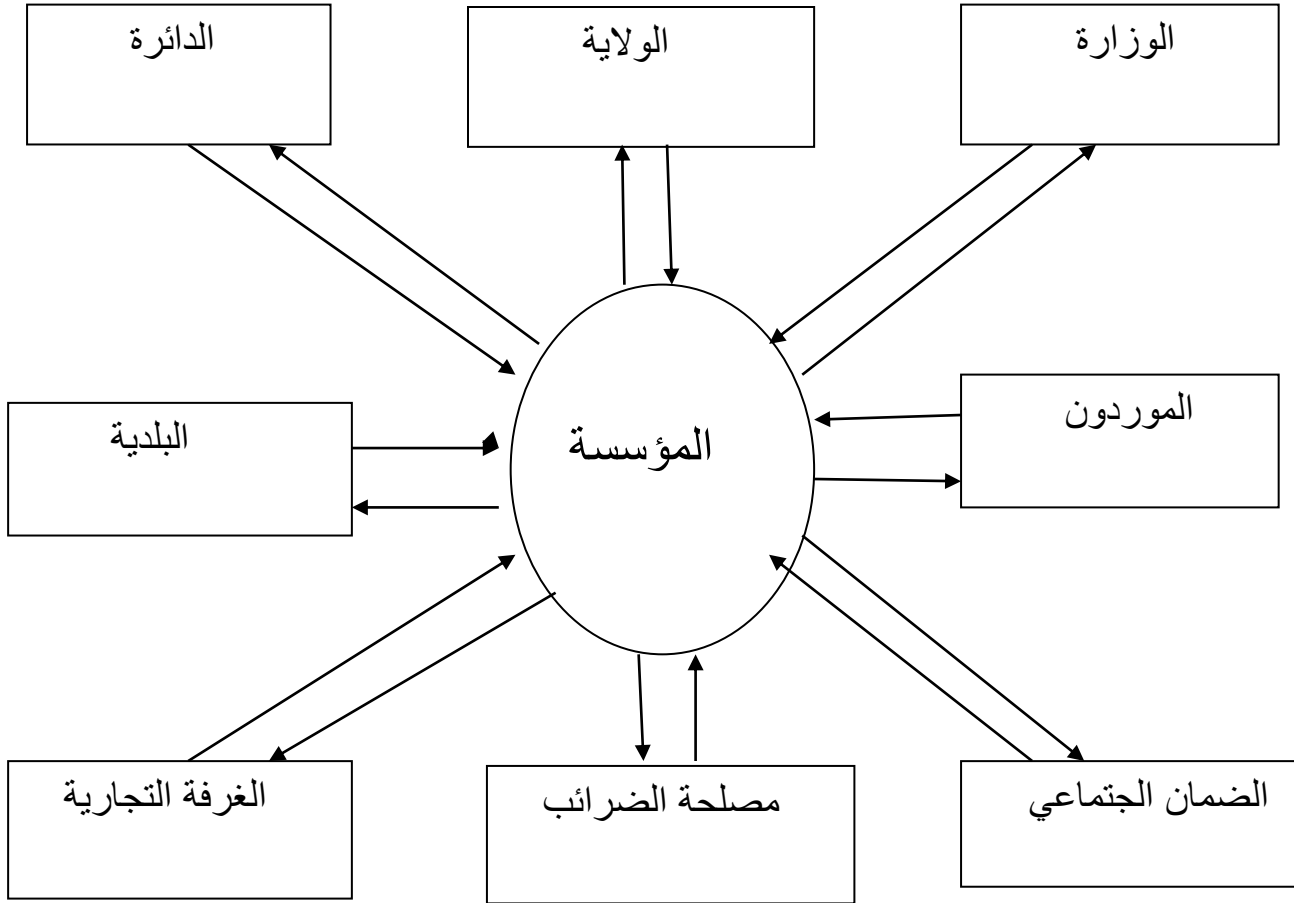 الوزارة
الولاية
الدائرة
الموردون
المؤسسة
البلدية
الضمان الجتماعي
مصلحة الضرائب
الغرفة التجارية